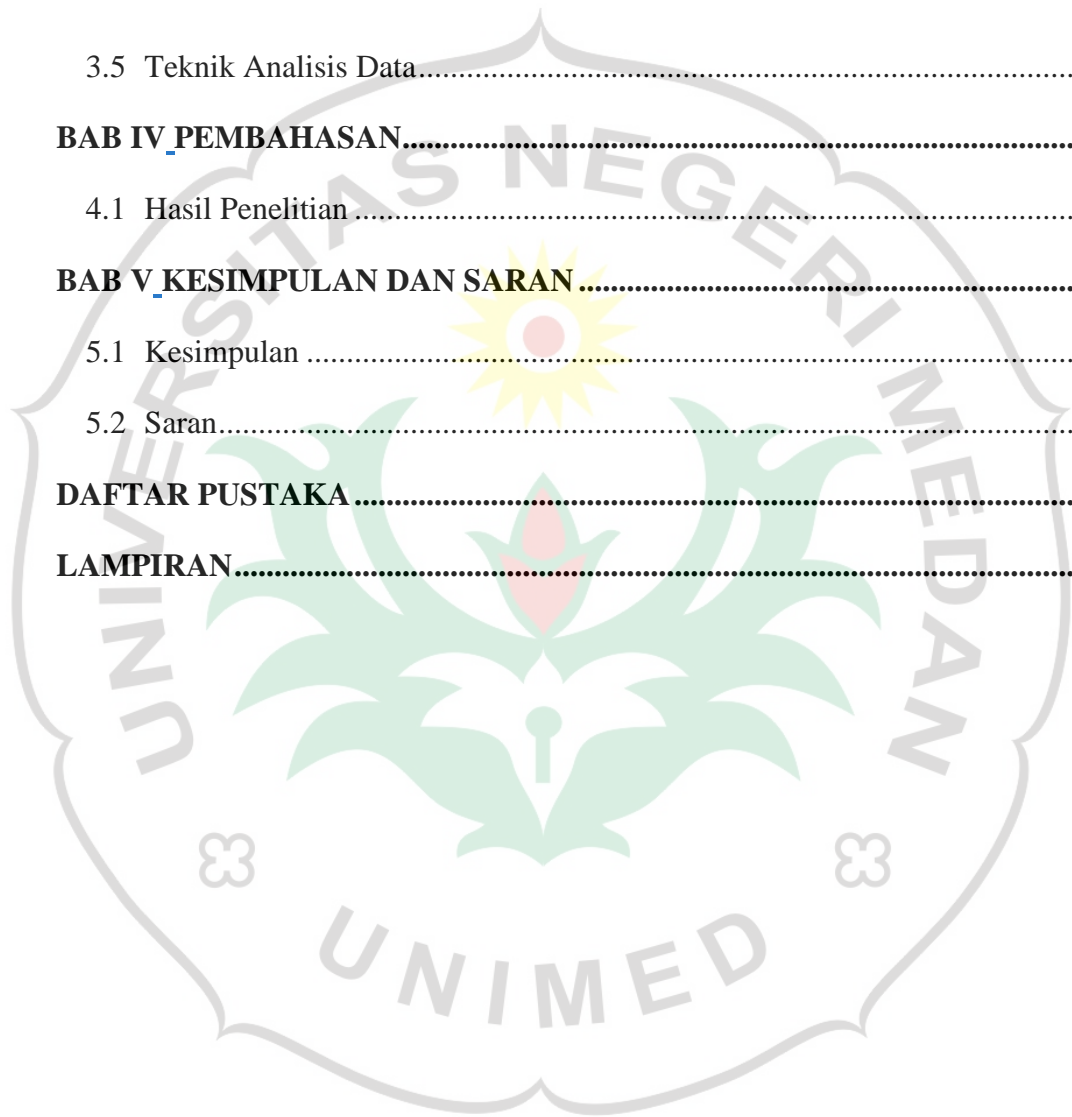 3.5 Teknik Analisis Data........................................................................
BAB IV PEMBAHASAN........................................................................
4.1 Hasil Penelitian ........................................................................
BAB V KESIMPULAN DAN SARAN ........................................................................
5.1 Kesimpulan ........................................................................
5.2 Saran........................................................................
DAFTAR PUSTAKA ........................................................................
LAMPIRAN........................................................................
UNIVERSITAS NEGERI MEDAN
UNIMED